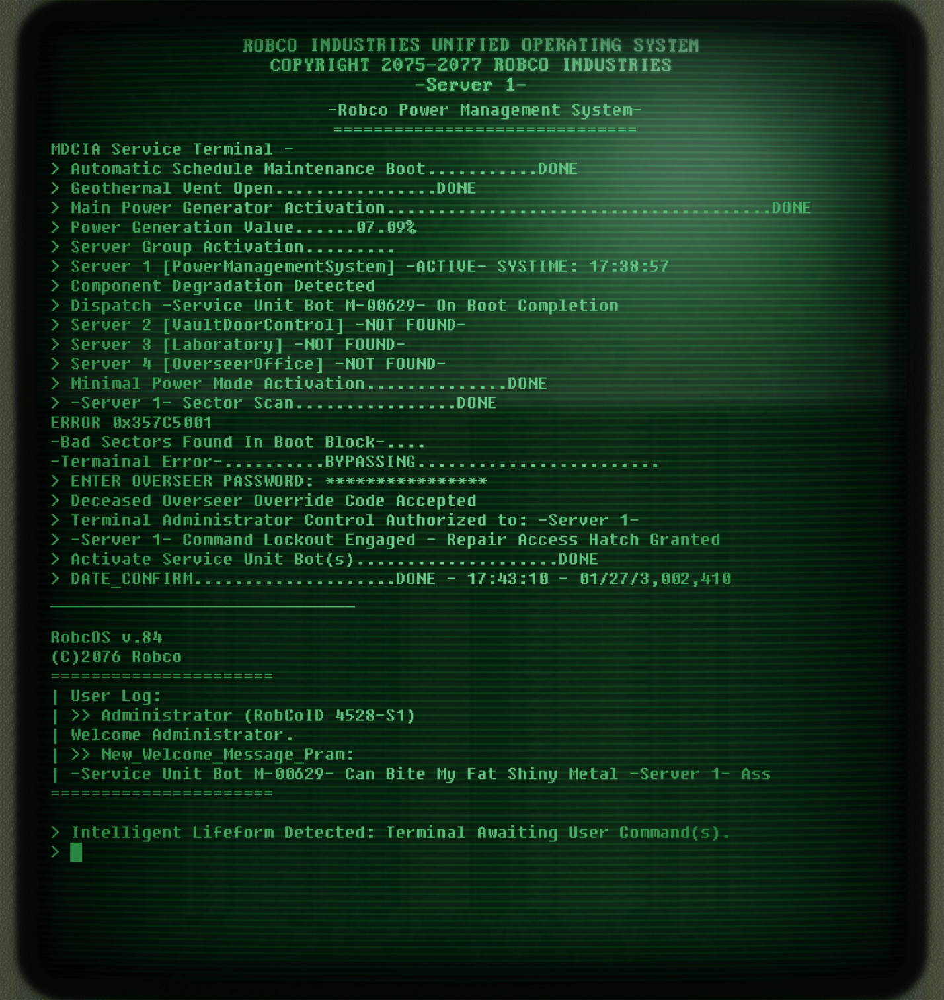 ROBCO INDUSTRIES UNIFIED OPERATING SYSTEM
COPYRIGHT 2075-2077 ROBCO INDUSTRIES
-Server 1-
-Robco Power Management System-
==============================
MDCIA Service Terminal -
> Automatic Schedule Maintenance Boot...........DONE
> Geothermal Vent Open................DONE
> Main Power Generator Activation......................................DONE
> Power Generation Value......07.09%
> Server Group Activation.........
> Server 1 [PowerManagementSystem] -ACTIVE- SYSTIME: 17:38:57
> Component Degradation Detected
> Dispatch -Service Unit Bot M-00629- On Boot Completion
> Server 2 [VaultDoorControl] -NOT FOUND-
> Server 3 [Laboratory] -NOT FOUND-
> Server 4 [OverseerOffice] -NOT FOUND-
> Minimal Power Mode Activation..............DONE
> -Server 1- Sector Scan................DONE
ERROR 0x357C5001
-Bad Sectors Found In Boot Block-....
-Termainal Error-..........BYPASSING........................
> ENTER OVERSEER PASSWORD: ****************
> Deceased Overseer Override Code Accepted
> Terminal Administrator Control Authorized to: -Server 1-
> -Server 1- Command Lockout Engaged - Repair Access Hatch Granted
> Activate Service Unit Bot(s)....................DONE
> DATE_CONFIRM....................DONE - 17:43:10 - 01/27/3,002,410
______________________________
RobcOS v.84
(C)2076 Robco
======================
| User Log:
| >> Administrator (RobCoID 4528-S1)
| Welcome Administrator.
| >> New_Welcome_Message_Pram:
| -Service Unit Bot M-00629- Can Bite My Fat Shiny Metal -Server 1- Ass
======================
> Intelligent Lifeform Detected: Terminal Awaiting User Command(s).
>